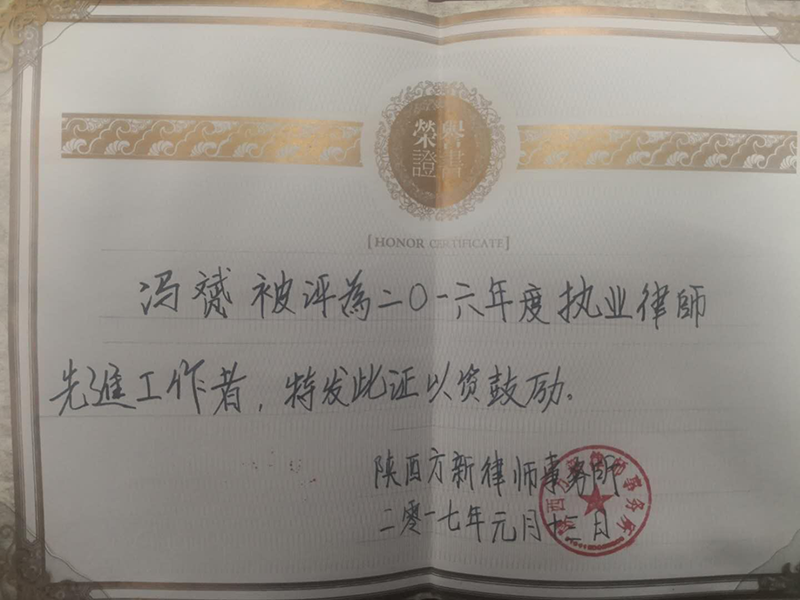 榮譽
證書
[HONOR CERTIFICATE]
冯赟被评為二〇一六年度执业律師
先進工作者，特发此证以资鼓励。
陕西方新律师事务師
二零一七年元月十三日